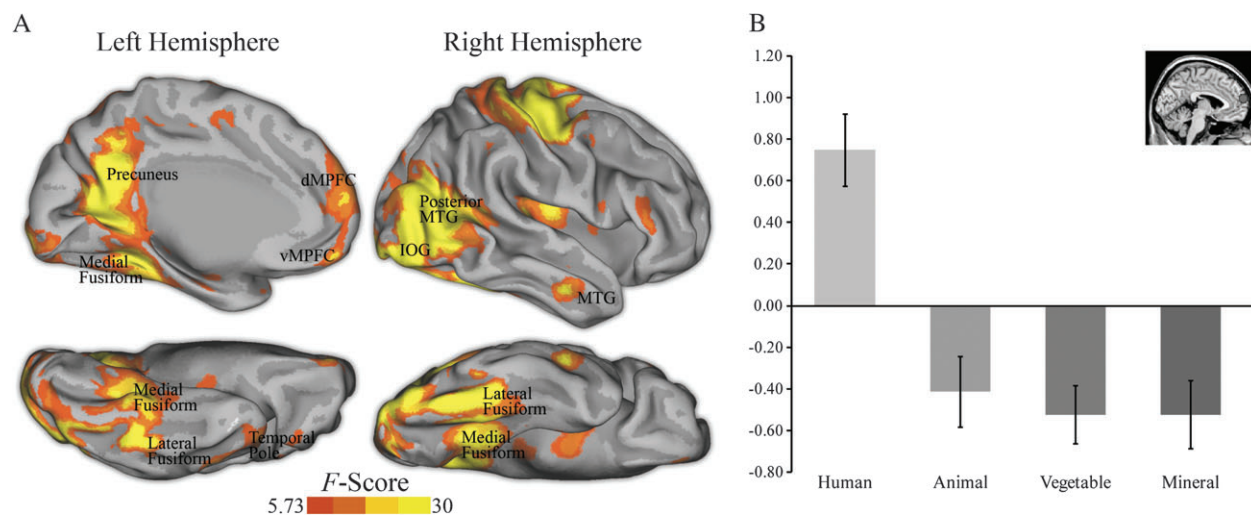 A
Left Hemisphere
Right Hemisphere
Precuneus
dMPFC
vMPFC
Medial
Fusiform
Posterior
MTG
IOG
MTG
Medial
Fusiform
Lateral
Fusiform
Temporal
Pole
Lateral
Fusiform
Medial
Fusiform
F-Score
5.73
30
B
1.20
1.00
0.80
0.60
0.40
0.20
0.00
-0.20
-0.40
-0.60
-0.80
Human
Animal
Vegetable
Mineral